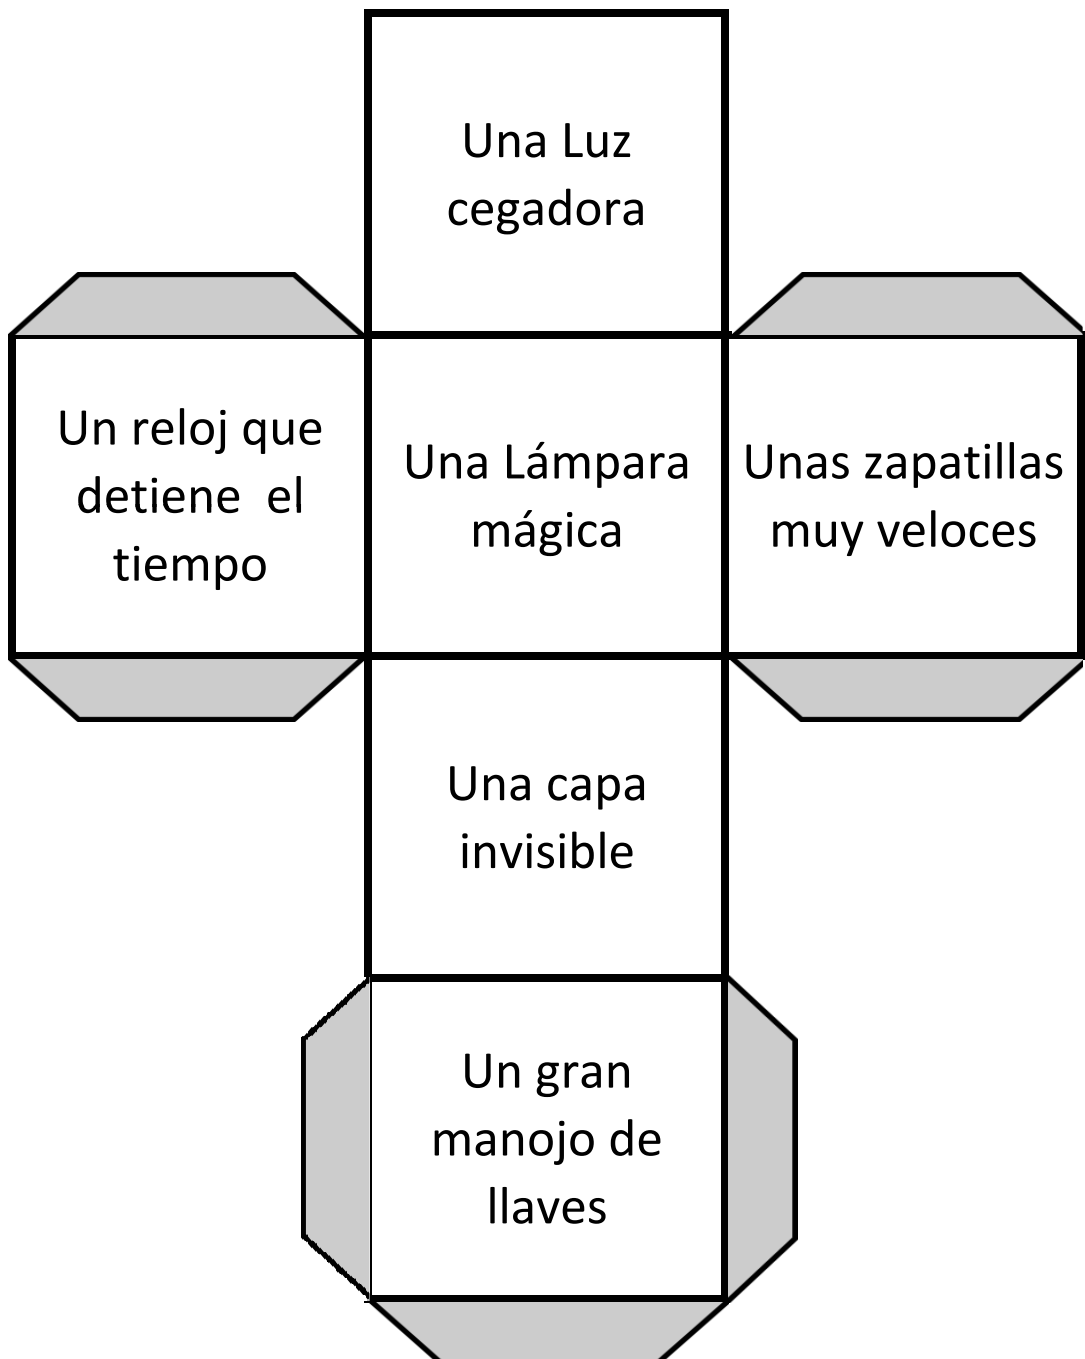 Una Luz
cegadora
Un reloj que
detiene  el
tiempo
Una Lámpara
mágica
Unas zapatillas
muy veloces
Una capa
invisible
Un gran
manojo de
llaves